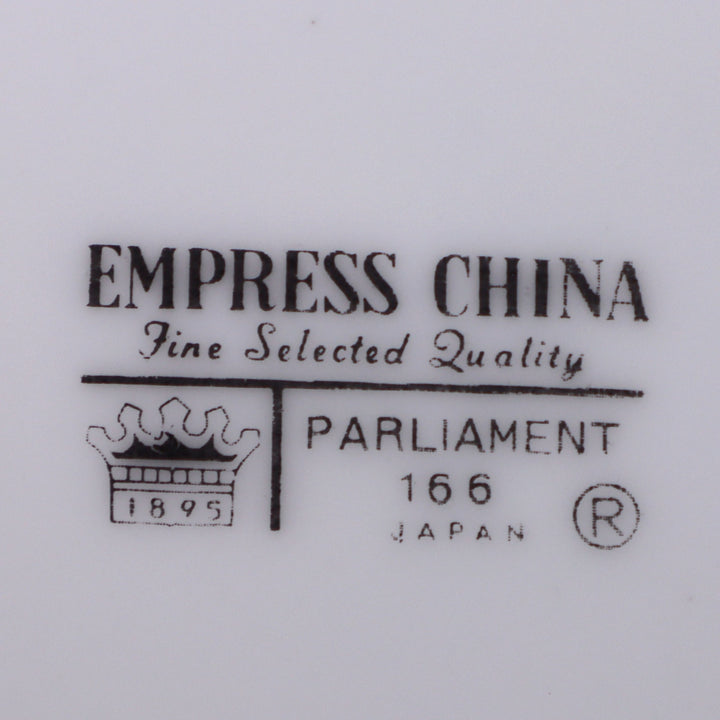 EMPRESS CHINA
Fine Selected Quality
1895
PARLIAMENT
166
JAPAN
®